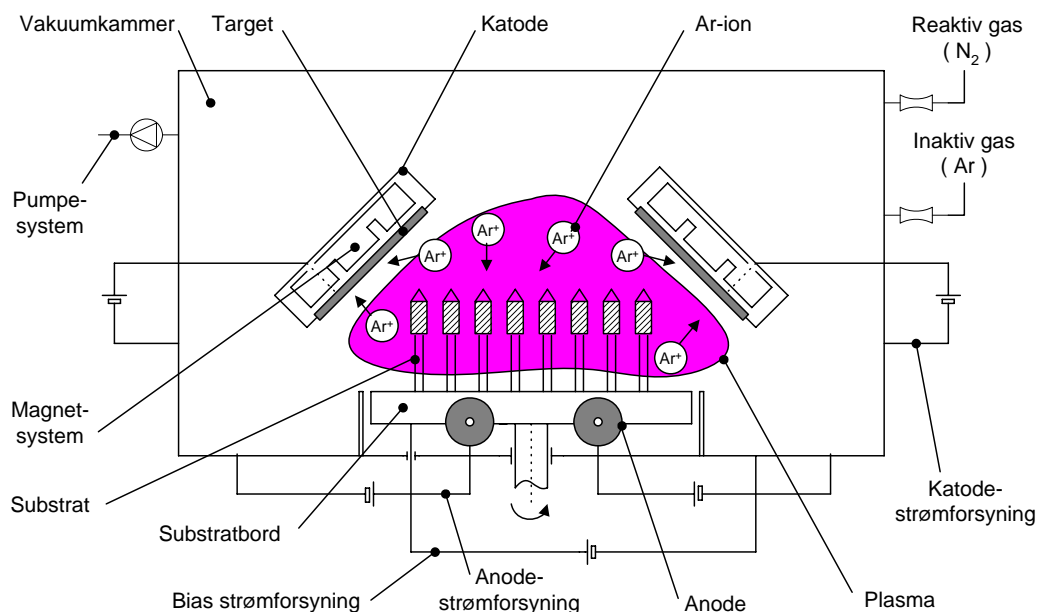 Vakuumkammer
Target
Katode
Ar-ion
Reaktiv gas
( N₂ )
Inaktiv gas
( Ar )
Pumpe-
system
Ar⁺
Ar⁺
Ar⁺
Ar⁺
Ar⁺
Ar⁺
Magnet-
system
Substrat
Substratbord
Katode-
strømforsyning
Bias strømforsyning
Anode-
strømforsyning
Anode
Plasma